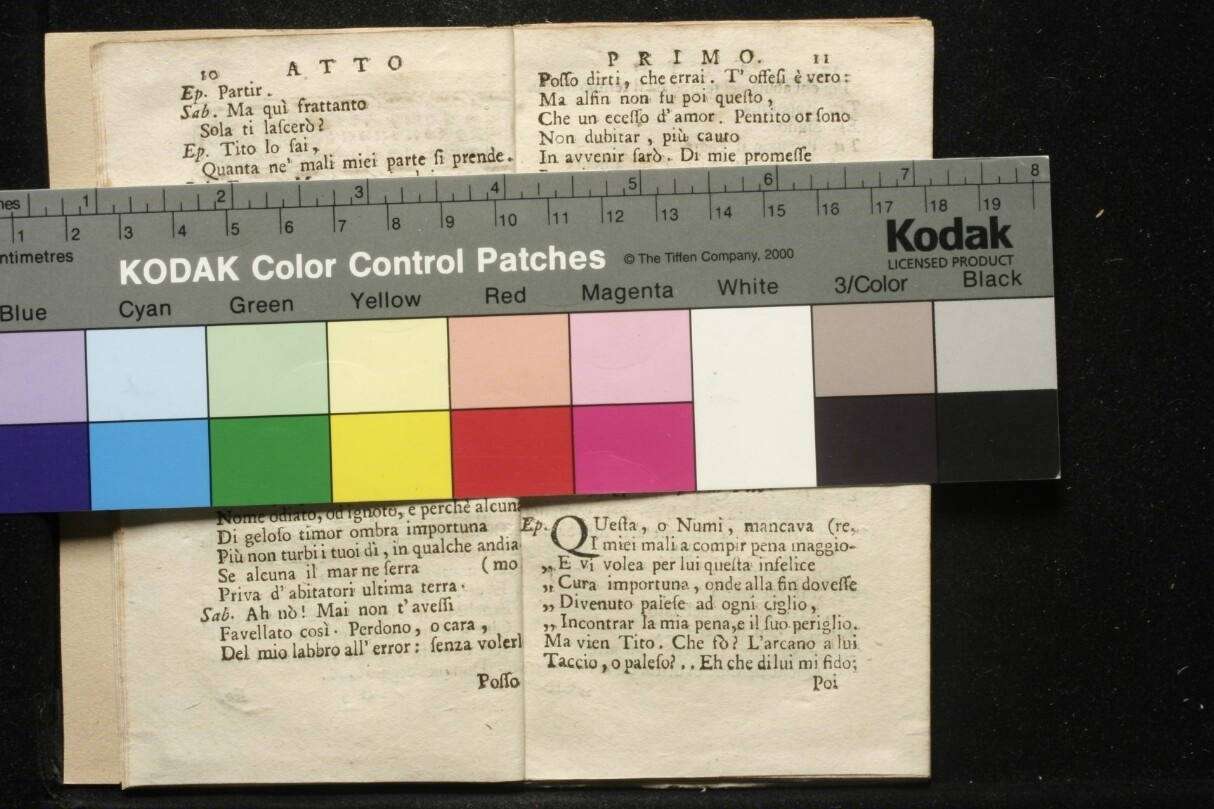 10 ATTO
Ep. Partir.
Sab. Ma quì frattanto
Sola ti laſcerò?
Ep. Tito lo ſai,
Quanta ne' mali miei parte ſi prende.
Nome odiato, od ignoto, e perchè alcun
Di geloſo timor ombra importuna
Più non turbi i tuoi dì, in qualche andia
Se alcuna il mar ne ſerra (mo
Priva d' abitatori ultima terra.
Sab. Ah nò! Mai non t' aveſſi
Favellato così. Perdono, o cara,
Del mio labbro all' error: ſenza volerl
Poſſo
PRIMO. 11
Poſſo dirti, che errai. T' offeſi è vero:
Ma alfin non fu poi queſto,
Che un eceſſo d' amor. Pentito or ſono
Non dubitar, più cauto
In avvenir ſarò. Di mie promeſſe
Ep. QUeſta, o Numi, mancava (re,
I miei mali a compir pena maggio-
„ E vi volea per lui queſta infelice
„ Cura importuna, onde alla fin doveſſe
„ Divenuto paleſe ad ogni ciglio,
„ Incontrar la mia pena, e il ſuo periglio.
Ma vien Tito. Che fò? L'arcano a lui
Taccio, o paleſo?.. Eh che di lui mi fido;
Poi
nes 1 2 3 4 5 6 7 8
1 2 3 4 5 6 7 8 9 10 11 12 13 14 15 16 17 18 19
ntimetres
KODAK Color Control Patches © The Tiffen Company, 2000
Kodak
LICENSED PRODUCT
Blue Cyan Green Yellow Red Magenta White 3/Color Black